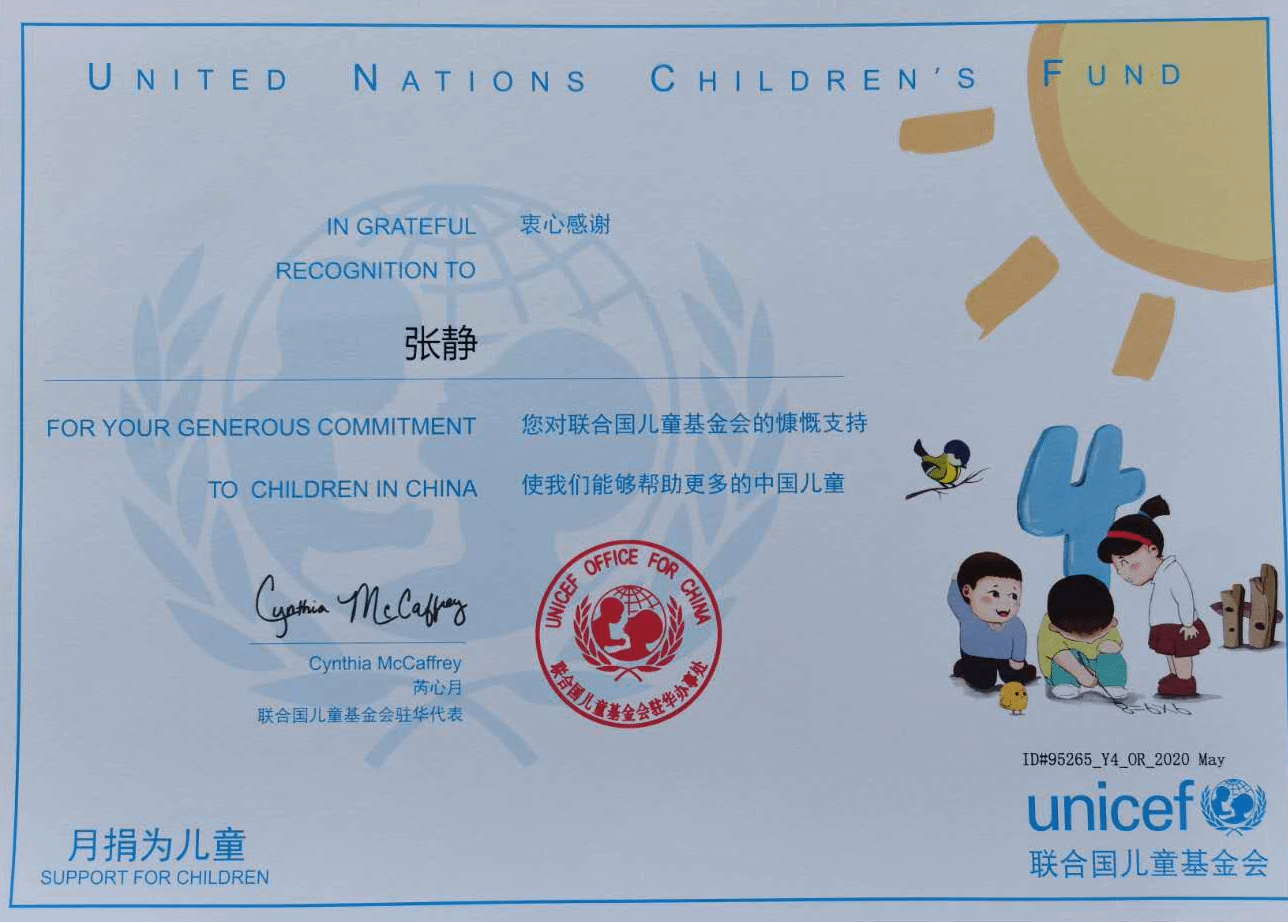 UNITED NATIONS CHILDREN'S FUND
IN GRATEFUL 衷心感谢
RECOGNITION TO
张静
FOR YOUR GENEROUS COMMITMENT 您对联合国儿童基金会的慷慨支持
TO CHILDREN IN CHINA 使我们能够帮助更多的中国儿童
UNICEF OFFICE FOR CHINA
联合国儿童基金会驻华办事处
Cynthia McCaffrey
Cynthia McCaffrey
芮心月
联合国儿童基金会驻华代表
4
ID#95265_Y4_OR_2020 May
unicef
联合国儿童基金会
月捐为儿童
SUPPORT FOR CHILDREN